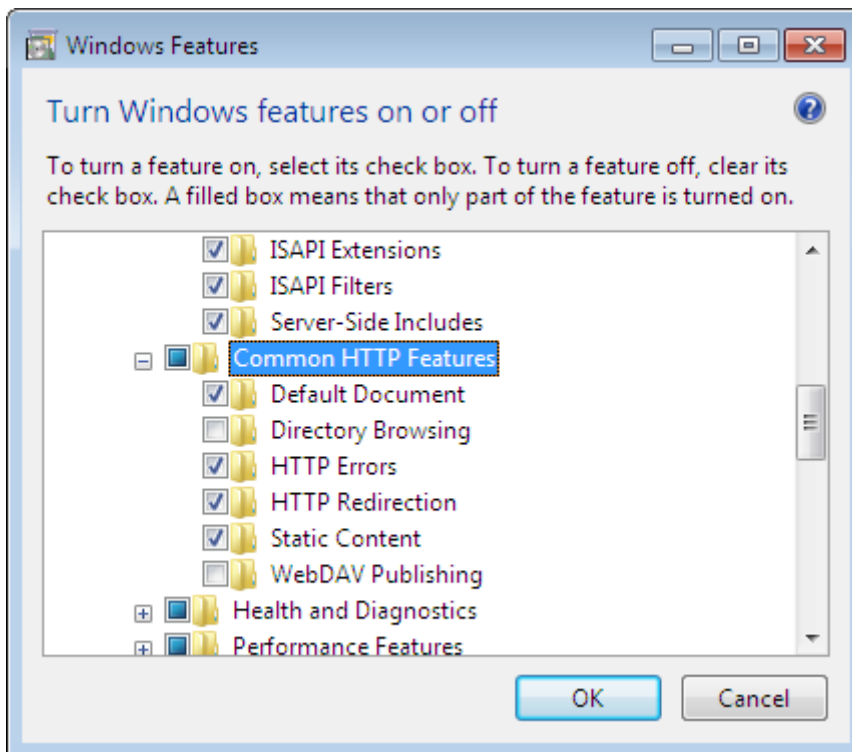 Windows Features
Turn Windows features on or off
To turn a feature on, select its check box. To turn a feature off, clear its
check box. A filled box means that only part of the feature is turned on.
ISAPI Extensions
ISAPI Filters
Server-Side Includes
Common HTTP Features
Default Document
Directory Browsing
HTTP Errors
HTTP Redirection
Static Content
WebDAV Publishing
Health and Diagnostics
Performance Features
OK
Cancel